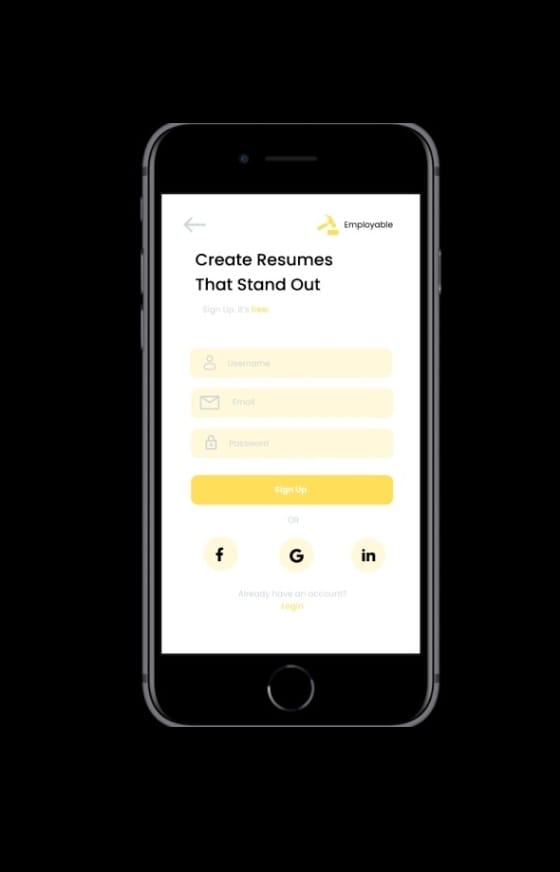 Employable
Create Resumes
That Stand Out
Sign Up. It's free.
Username
Email
Password
Sign Up
OR
f G in
Already have an account?
Login